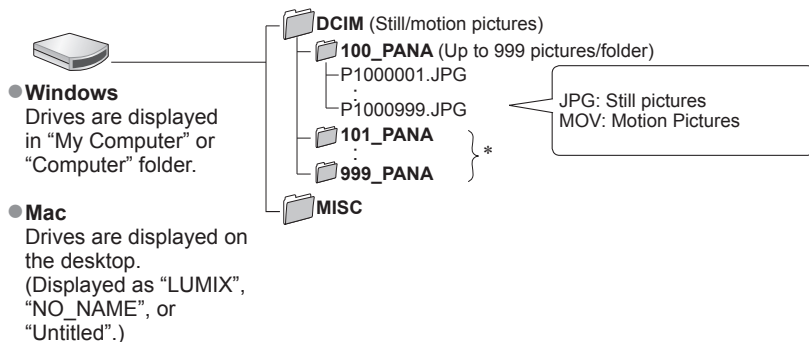 DCIM (Still/motion pictures)
100_PANA (Up to 999 pictures/folder)
P1000001.JPG
:
P1000999.JPG
JPG: Still pictures
MOV: Motion Pictures
101_PANA
:
999_PANA
*
MISC
●Windows
Drives are displayed
in “My Computer” or
“Computer” folder.
●Mac
Drives are displayed on
the desktop.
(Displayed as “LUMIX”,
“NO_NAME”, or
“Untitled”.)